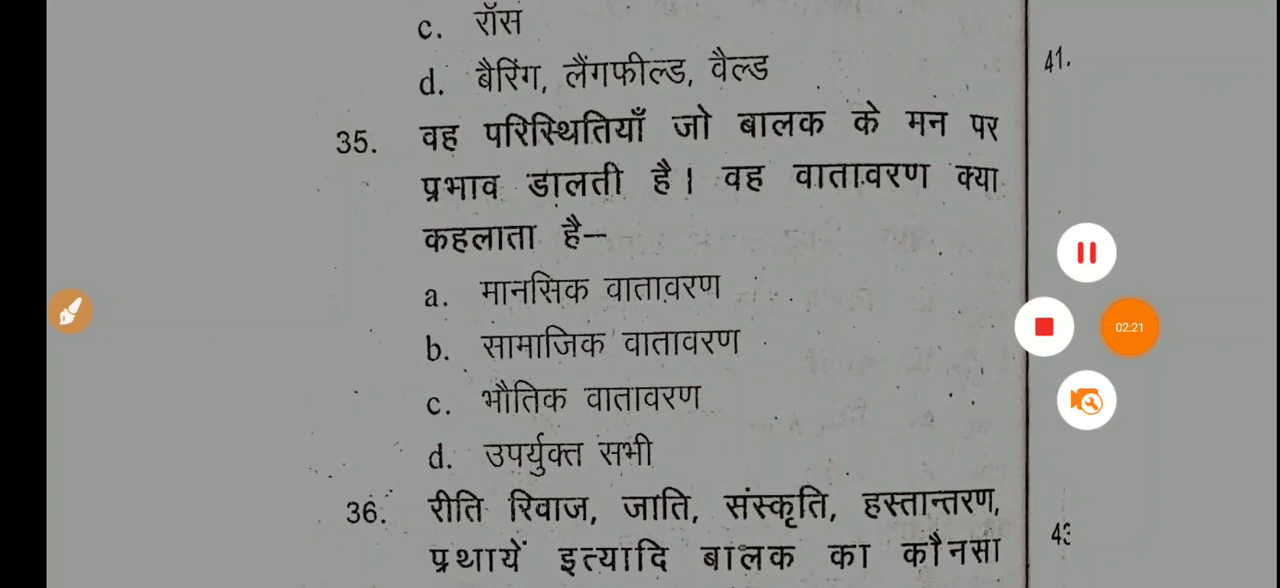 c. रॉस
d. बैरिंग, लैंगफील्ड, वैल्ड
41.
35. वह परिस्थितियाँ जो बालक के मन पर
प्रभाव डालती है। वह वातावरण क्या
कहलाता है–
a. मानसिक वातावरण
b. सामाजिक वातावरण
c. भौतिक वातावरण
d. उपर्युक्त सभी
36. रीति रिवाज, जाति, संस्कृति, हस्तान्तरण,
प्रथायें इत्यादि बालक का कौनसा
43
02:21